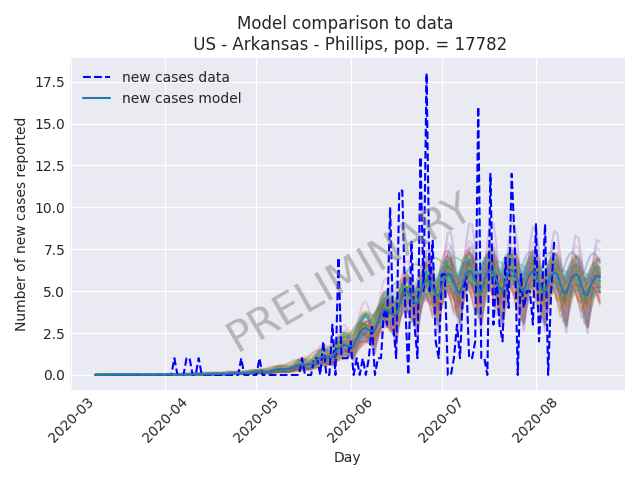 Model comparison to data
US - Arkansas - Phillips, pop. = 17782
new cases data
new cases model
PRELIMINARY
Number of new cases reported
17.5
15.0
12.5
10.0
7.5
5.0
2.5
0.0
2020-03
2020-04
2020-05
2020-06
2020-07
2020-08
Day